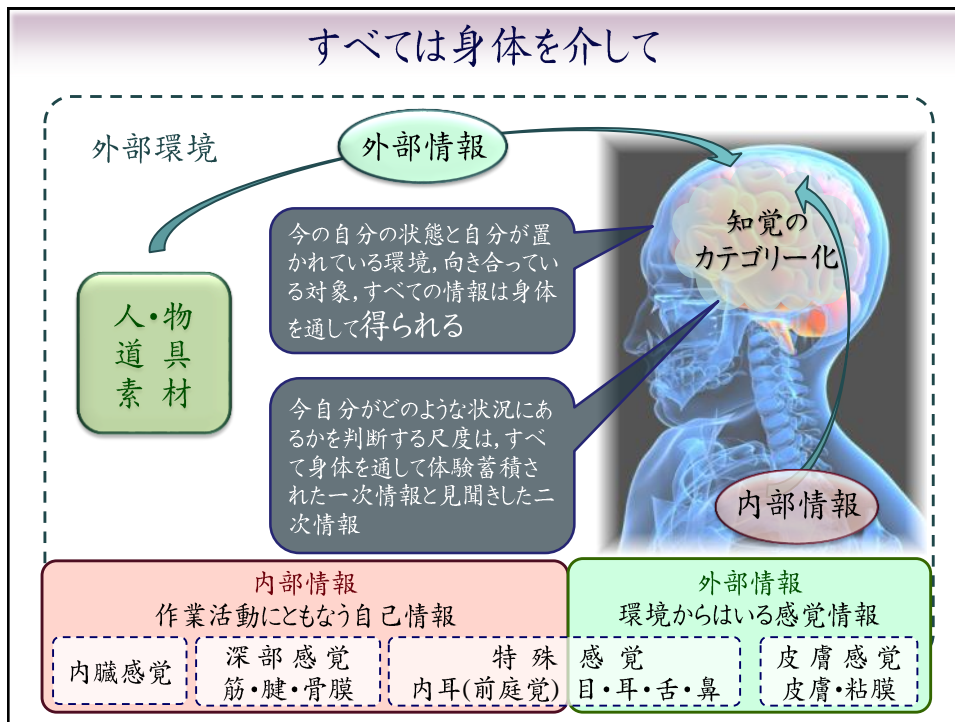 すべては身体を介して
外部環境
外部情報
人・物
道 具
素 材
今の自分の状態と自分が置
かれている環境,向き合ってい
る対象,すべての情報は身体
を通して得られる
知覚の
カテゴリー化
今自分がどのような状況にあ
るかを判断する尺度は,すべ
て身体を通して体験蓄積さ
れた一次情報と見聞きした二
次情報
内部情報
内部情報
作業活動にともなう自己情報
外部情報
環境からはいる感覚情報
内臓感覚
深 部 感 覚
筋・腱・骨膜
特 殊 感 覚
内耳(前庭覚) 目・耳・舌・鼻
皮 膚 感 覚
皮膚・粘膜